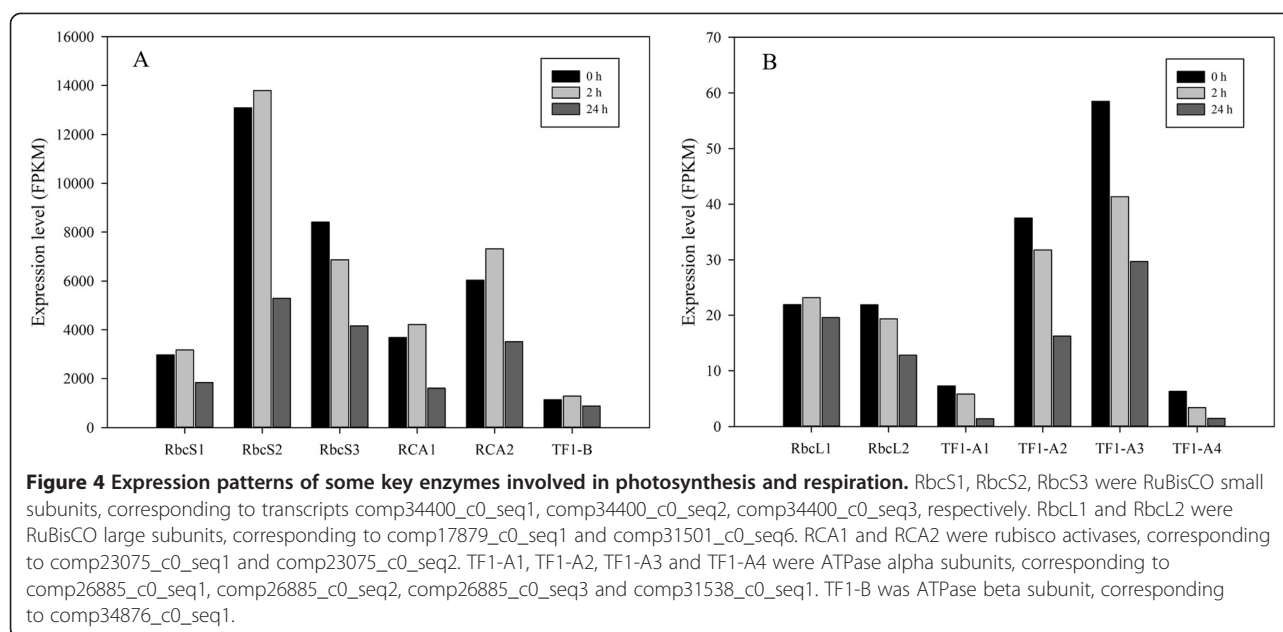 A
16000
14000
12000
10000
8000
6000
4000
2000
0
Expression level (FPKM)
0 h
2 h
24 h
RbcS1 RbcS2 RbcS3 RCA1 RCA2 TF1-B
B
70
60
50
40
30
20
10
0
Expression level (FPKM)
0 h
2 h
24 h
RbcL1 RbcL2 TF1-A1 TF1-A2 TF1-A3 TF1-A4
Figure 4 Expression patterns of some key enzymes involved in photosynthesis and respiration. RbcS1, RbcS2, RbcS3 were RuBisCO small
subunits, corresponding to transcripts comp34400_c0_seq1, comp34400_c0_seq2, comp34400_c0_seq3, respectively. RbcL1 and RbcL2 were
RuBisCO large subunits, corresponding to comp17879_c0_seq1 and comp31501_c0_seq6. RCA1 and RCA2 were rubisco activases, corresponding
to comp23075_c0_seq1 and comp23075_c0_seq2. TF1-A1, TF1-A2, TF1-A3 and TF1-A4 were ATPase alpha subunits, corresponding to
comp26885_c0_seq1, comp26885_c0_seq2, comp26885_c0_seq3 and comp31538_c0_seq1. TF1-B was ATPase beta subunit, corresponding
to comp34876_c0_seq1.